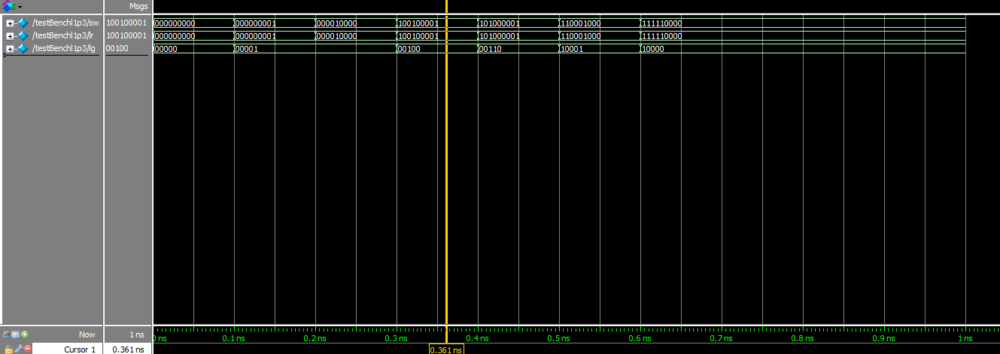 Msgs
/testBenchl1p3/sw 100100001 000000000 000000001 000010000 100100001 101000001 110001000 111110000
/testBenchl1p3/lr 100100001 000000000 000000001 000010000 100100001 101000001 110001000 111110000
/testBenchl1p3/lg 00100 00000 00001 00100 00110 10001 10000
Now 1 ns 0 ns 0.1 ns 0.2 ns 0.3 ns 0.4 ns 0.5 ns 0.6 ns 0.7 ns 0.8 ns 0.9 ns 1 ns
Cursor 1 0.361 ns 0.361 ns